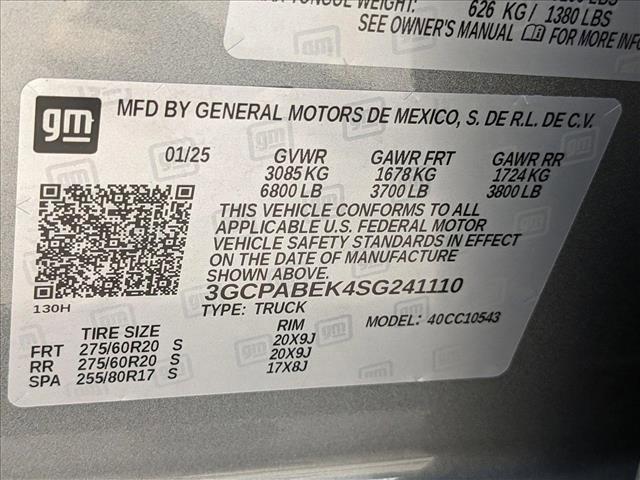 WEIGHT: 626 KG/ 1380 LBS
SEE OWNER'S MANUAL FOR MORE INFO
gm
MFD BY GENERAL MOTORS DE MEXICO, S. DE R.L. DE C.V.
01/25 GVWR GAWR FRT GAWR RR
3085 KG 1678 KG 1724 KG
6800 LB 3700 LB 3800 LB
THIS VEHICLE CONFORMS TO ALL
APPLICABLE U.S. FEDERAL MOTOR
VEHICLE SAFETY STANDARDS IN EFFECT
ON THE DATE OF MANUFACTURE
SHOWN ABOVE
3GCPABEK4SG241110
130H TYPE: TRUCK MODEL: 40CC10543
TIRE SIZE RIM
FRT 275/60R20 S 20X9J
RR 275/60R20 S 20X9J
SPA 255/80R17 S 17X8J